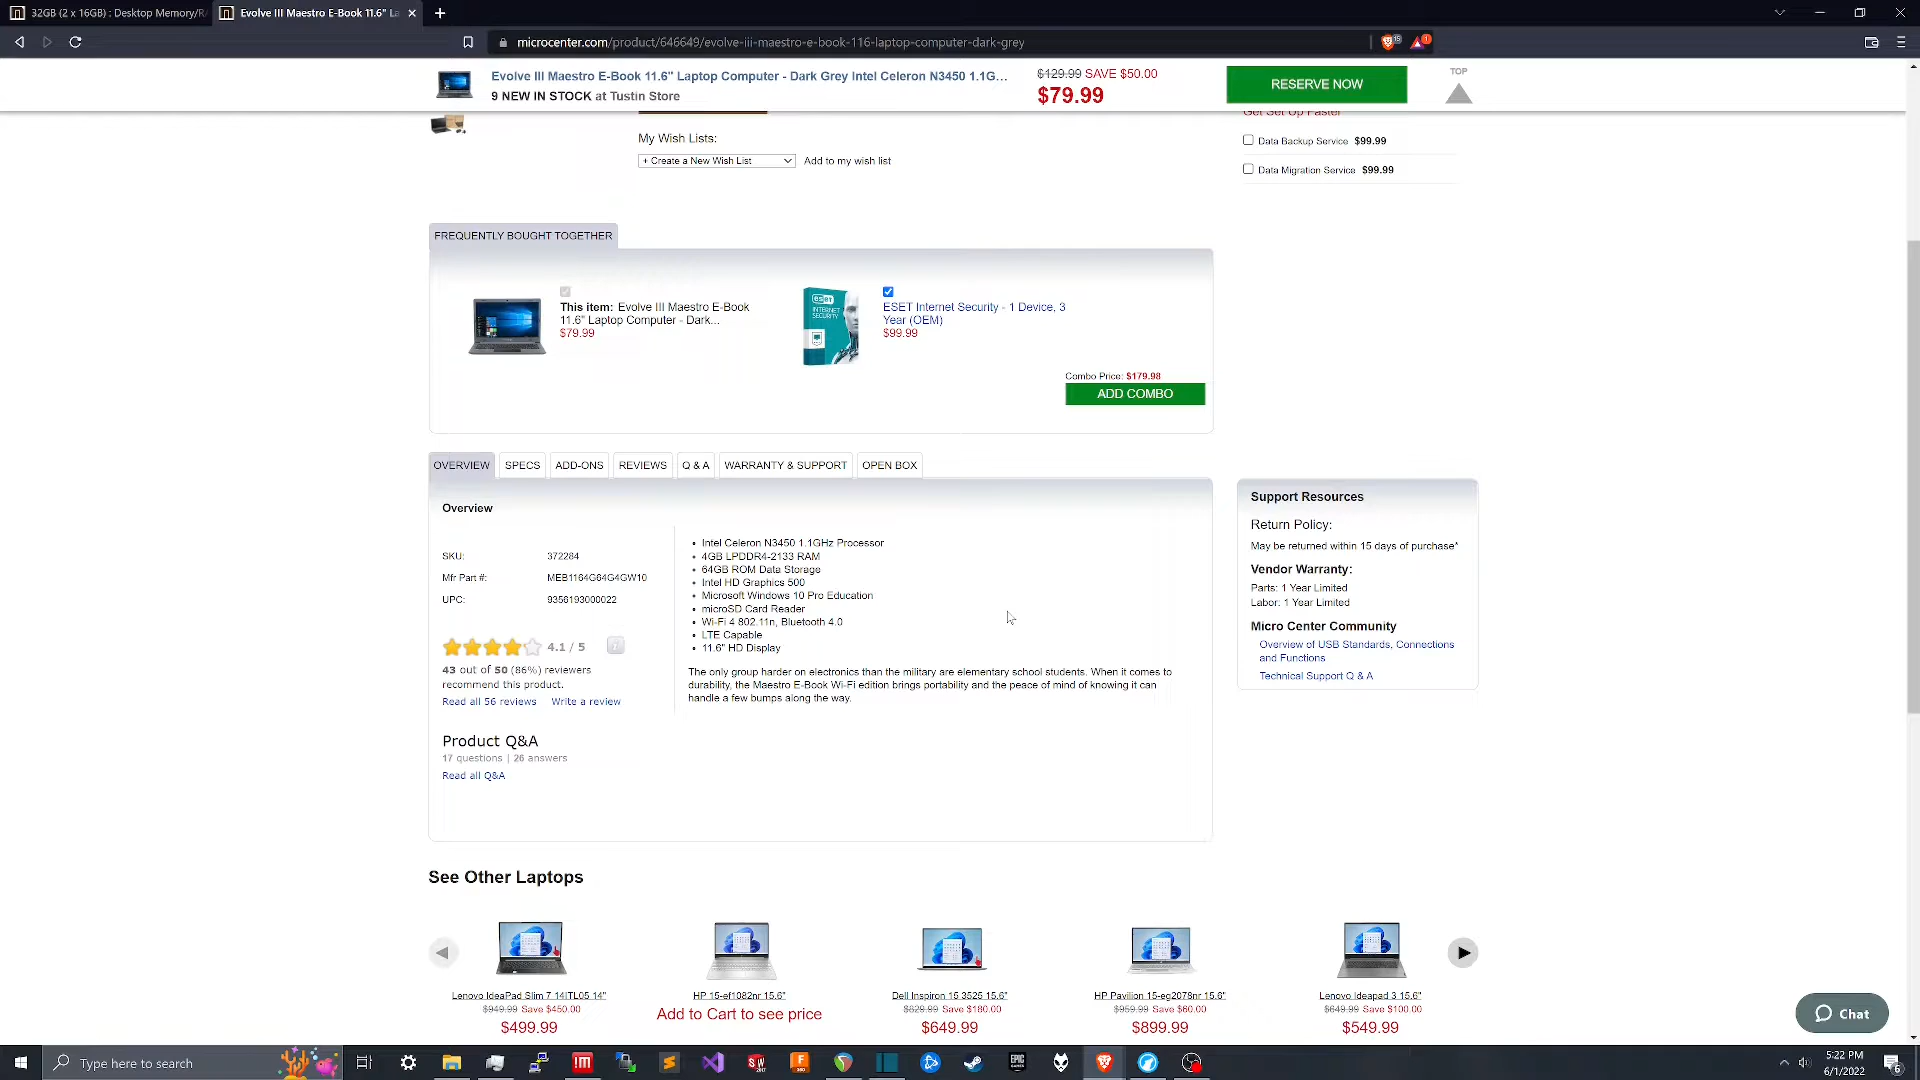 32GB (2 x 16GB) : Desktop Memory/R
Evolve III Maestro E-Book 11.6" La
microcenter.com/product/646649/evolve-iii-maestro-e-book-116-laptop-computer-dark-grey
15
1
Evolve III Maestro E-Book 11.6" Laptop Computer - Dark Grey Intel Celeron N3450 1.1G...
9 NEW IN STOCK at Tustin Store
$129.99 SAVE $50.00
$79.99
RESERVE NOW
TOP
My Wish Lists:
+ Create a New Wish List
Add to my wish list
Get Set Up Faster
Data Backup Service $99.99
Data Migration Service $99.99
FREQUENTLY BOUGHT TOGETHER
This item: Evolve III Maestro E-Book
11.6" Laptop Computer - Dark...
$79.99
eset
INTERNET
SECURITY
ESET Internet Security - 1 Device, 3
Year (OEM)
$99.99
Combo Price: $179.98
ADD COMBO
OVERVIEW
SPECS
ADD-ONS
REVIEWS
Q & A
WARRANTY & SUPPORT
OPEN BOX
Overview
SKU: 372284
Mfr Part #: MEB1164G64G4GW10
UPC: 9356193000022
4.1 / 5
43 out of 50 (86%) reviewers
recommend this product.
Read all 56 reviews Write a review
Product Q&A
17 questions | 26 answers
Read all Q&A
• Intel Celeron N3450 1.1GHz Processor
• 4GB LPDDR4-2133 RAM
• 64GB ROM Data Storage
• Intel HD Graphics 500
• Microsoft Windows 10 Pro Education
• microSD Card Reader
• Wi-Fi 4 802.11n, Bluetooth 4.0
• LTE Capable
• 11.6" HD Display
The only group harder on electronics than the military are elementary school students. When it comes to
durability, the Maestro E-Book Wi-Fi edition brings portability and the peace of mind of knowing it can
handle a few bumps along the way.
Support Resources
Return Policy:
May be returned within 15 days of purchase*
Vendor Warranty:
Parts: 1 Year Limited
Labor: 1 Year Limited
Micro Center Community
Overview of USB Standards, Connections
and Functions
Technical Support Q & A
See Other Laptops
Lenovo IdeaPad Slim 7 14ITL05 14"
$949.99 Save $450.00
$499.99
HP 15-ef1082nr 15.6"
Add to Cart to see price
Dell Inspiron 15 3525 15.6"
$829.99 Save $180.00
$649.99
HP Pavilion 15-eg2078nr 15.6"
$959.99 Save $60.00
$899.99
Lenovo Ideapad 3 15.6"
$649.99 Save $100.00
$549.99
Chat
Type here to search
5:22 PM
6/1/2022
6